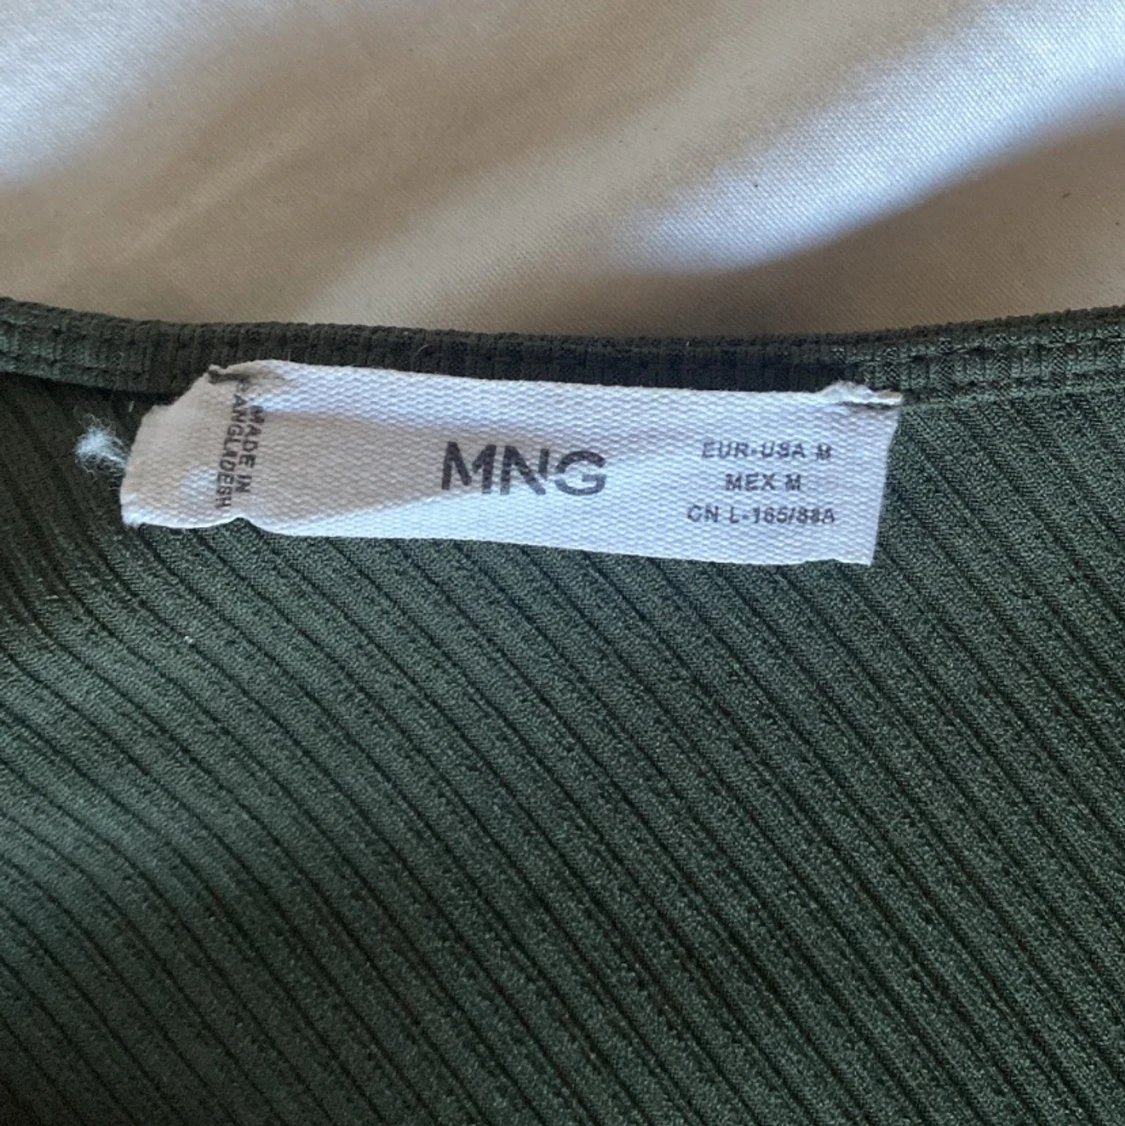 MADE IN
BANGLADESH
MNG
EUR-USA M
MEX M
CN L-165/88A